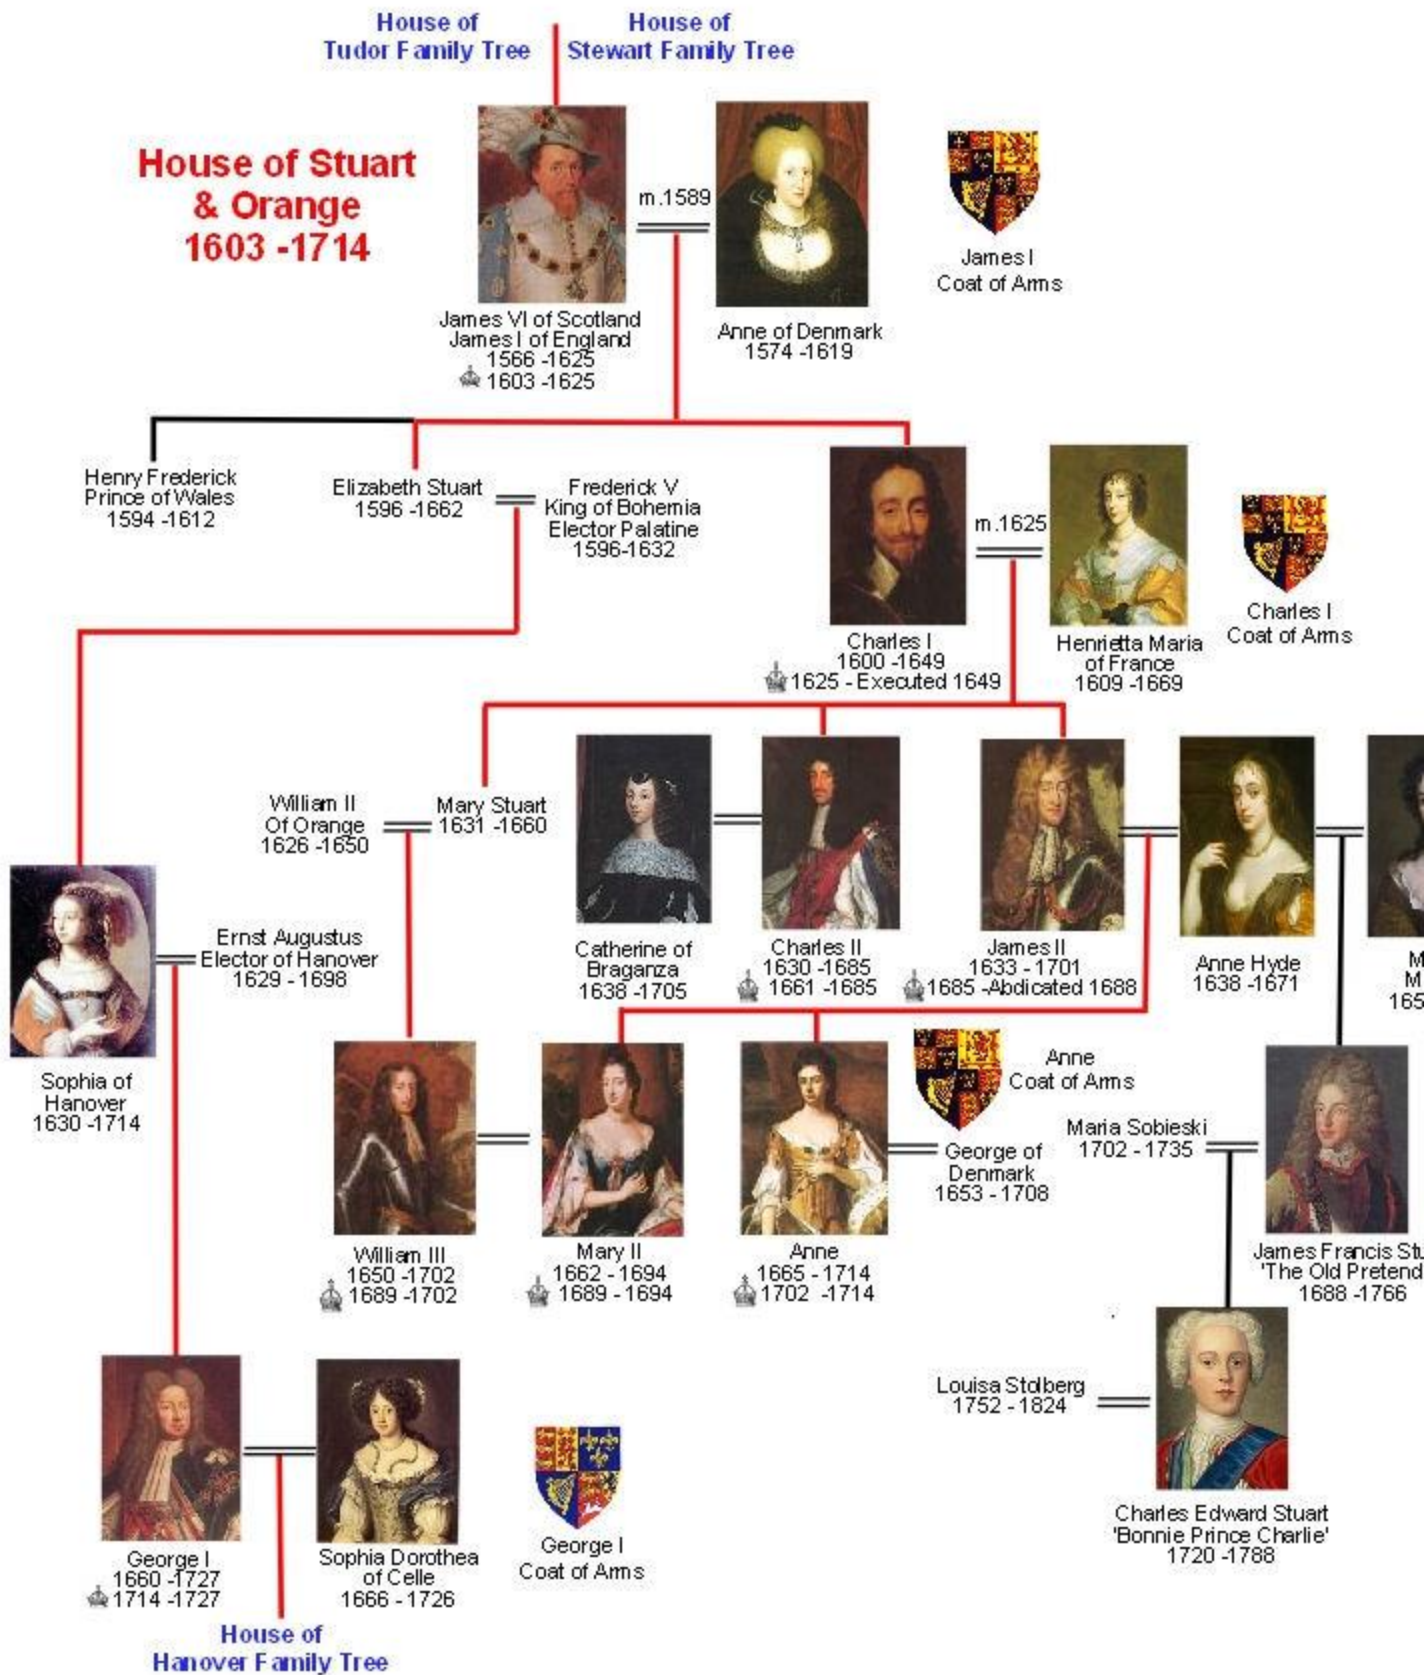 House of
Tudor Family Tree
House of
Stewart Family Tree
House of Stuart
& Orange
1603 -1714
m.1589
James I
Coat of Arms
James VI of Scotland
James I of England
1566 -1625
1603 -1625
Anne of Denmark
1574 -1619
Henry Frederick
Prince of Wales
1594 -1612
Elizabeth Stuart
1596 -1662
Frederick V
King of Bohemia
Elector Palatine
1596-1632
m.1625
Charles I
Coat of Arms
Charles I
1600 -1649
1625 - Executed 1649
Henrietta Maria
of France
1609 -1669
William II
Of Orange
1626 -1650
Mary Stuart
1631 -1660
Ernst Augustus
Elector of Hanover
1629 - 1698
Catherine of
Braganza
1638 -1705
Charles II
1630 -1685
1661 -1685
James II
1633 - 1701
1685 -Abdicated 1688
Anne Hyde
1638 -1671
M
M
165
Sophia of
Hanover
1630 -1714
Anne
Coat of Arms
Maria Sobieski
1702 - 1735
George of
Denmark
1653 - 1708
William III
1650 -1702
1689 -1702
Mary II
1662 - 1694
1689 - 1694
Anne
1665 - 1714
1702 -1714
James Francis Stu
'The Old Pretend
1688 -1766
Louisa Stolberg
1752 - 1824
Charles Edward Stuart
'Bonnie Prince Charlie'
1720 -1788
George I
1660 -1727
1714 -1727
Sophia Dorothea
of Celle
1666 - 1726
George I
Coat of Arms
House of
Hanover Family Tree